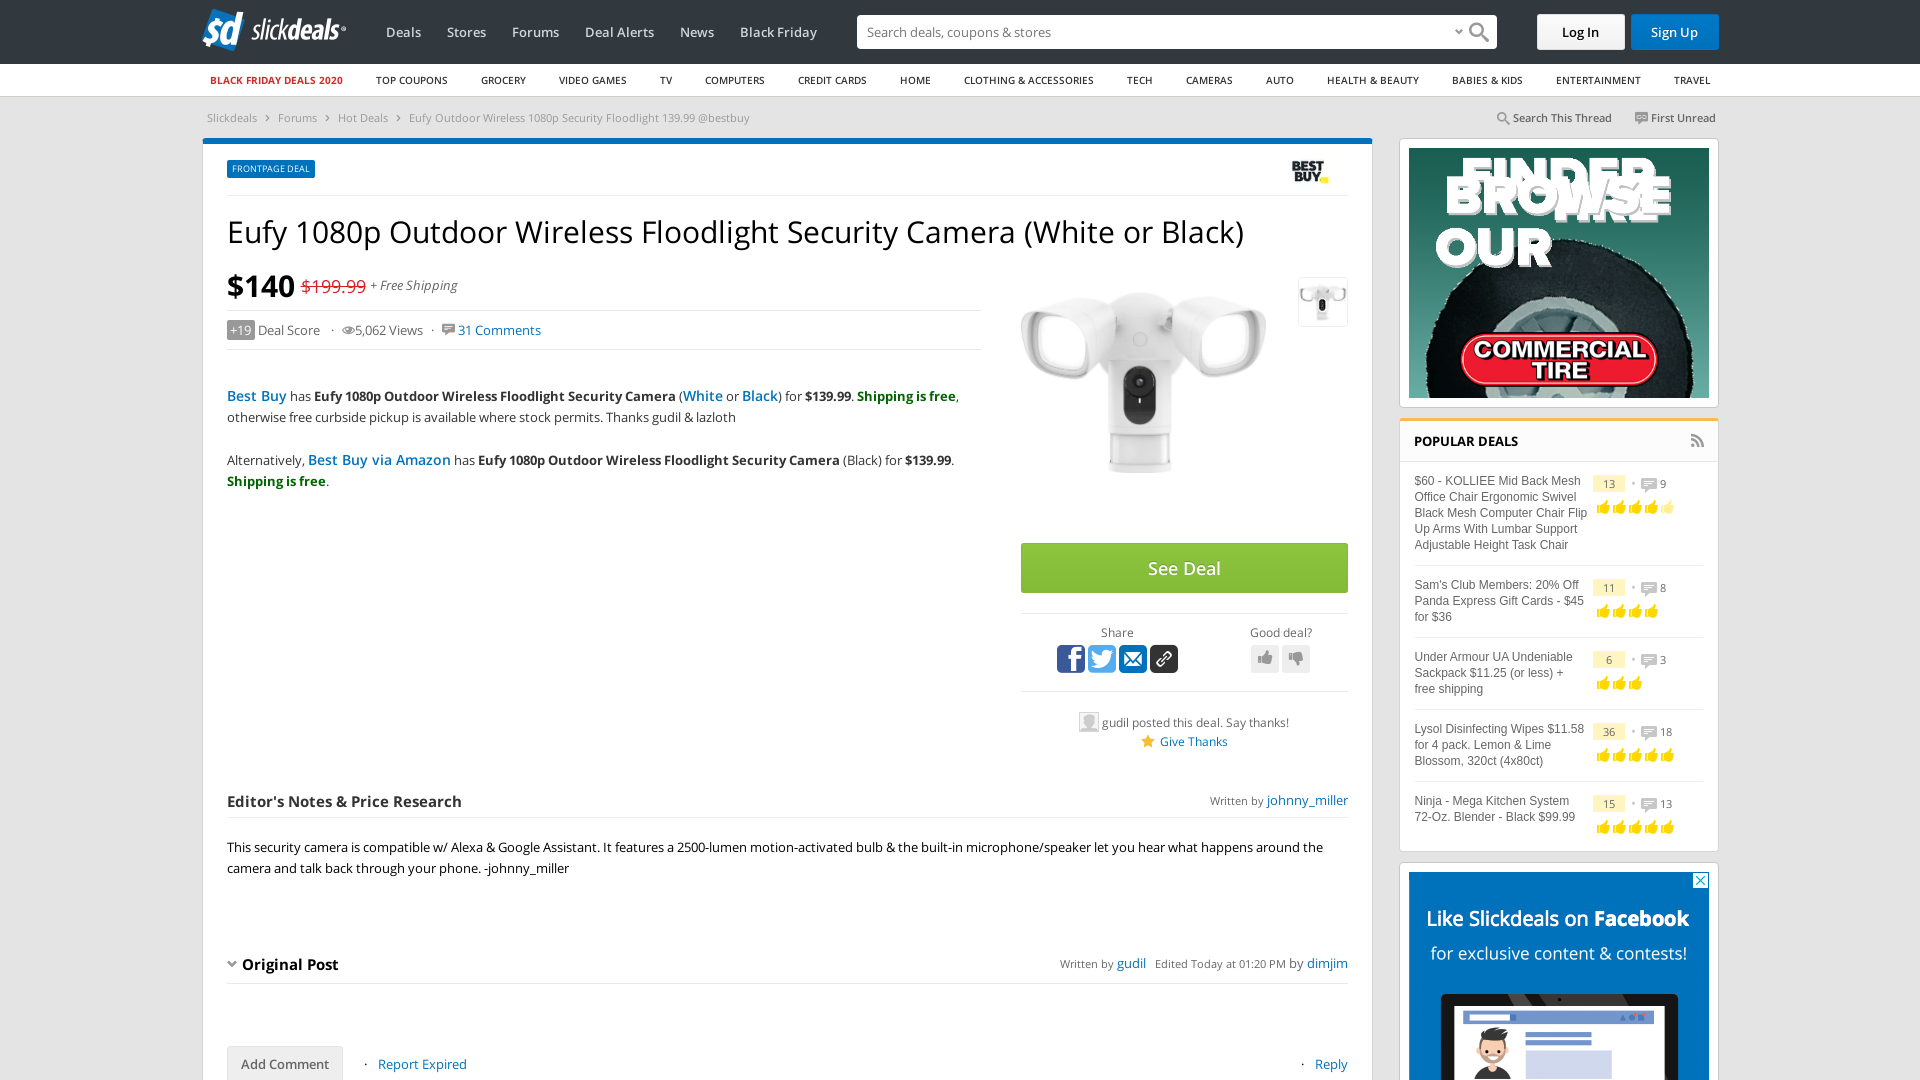 slickdeals
Deals
Stores
Forums
Deal Alerts
News
Black Friday
Search deals, coupons & stores
Log In
Sign Up
BLACK FRIDAY DEALS 2020
TOP COUPONS
GROCERY
VIDEO GAMES
TV
COMPUTERS
CREDIT CARDS
HOME
CLOTHING & ACCESSORIES
TECH
CAMERAS
AUTO
HEALTH & BEAUTY
BABIES & KIDS
ENTERTAINMENT
TRAVEL
Slickdeals › Forums › Hot Deals › Eufy Outdoor Wireless 1080p Security Floodlight 139.99 @bestbuy
Search This Thread
First Unread
FRONTPAGE DEAL
BEST
BUY
Eufy 1080p Outdoor Wireless Floodlight Security Camera (White or Black)
$140 $199.99 + Free Shipping
+19 Deal Score · 5,062 Views · 31 Comments
Best Buy has Eufy 1080p Outdoor Wireless Floodlight Security Camera (White or Black) for $139.99. Shipping is free,
otherwise free curbside pickup is available where stock permits. Thanks gudil & lazloth
Alternatively, Best Buy via Amazon has Eufy 1080p Outdoor Wireless Floodlight Security Camera (Black) for $139.99.
Shipping is free.
See Deal
Share
Good deal?
gudil posted this deal. Say thanks!
Give Thanks
Editor's Notes & Price Research
Written by johnny_miller
This security camera is compatible w/ Alexa & Google Assistant. It features a 2500-lumen motion-activated bulb & the built-in microphone/speaker let you hear what happens around the
camera and talk back through your phone. -johnny_miller
Original Post
Written by gudil Edited Today at 01:20 PM by dimjim
Add Comment
· Report Expired
· Reply
FINDER
BROWSE
TIRE
OUR
COMMERCIAL
TIRE
POPULAR DEALS
$60 - KOLLIEE Mid Back Mesh
Office Chair Ergonomic Swivel
Black Mesh Computer Chair Flip
Up Arms With Lumbar Support
Adjustable Height Task Chair
13 • 9
Sam's Club Members: 20% Off
Panda Express Gift Cards - $45
for $36
11 • 8
Under Armour UA Undeniable
Sackpack $11.25 (or less) +
free shipping
6 • 3
Lysol Disinfecting Wipes $11.58
for 4 pack. Lemon & Lime
Blossom, 320ct (4x80ct)
36 • 18
Ninja - Mega Kitchen System
72-Oz. Blender - Black $99.99
15 • 13
Like Slickdeals on Facebook
for exclusive content & contests!